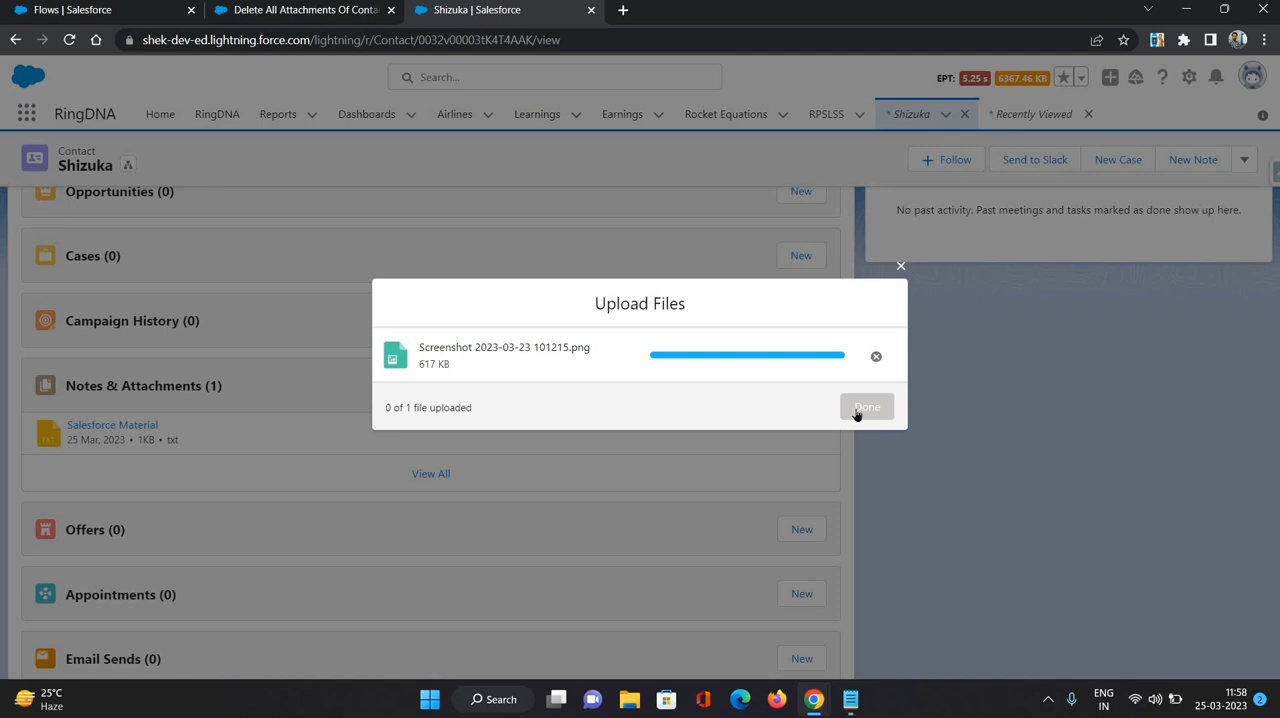 Flows | Salesforce
Delete All Attachments Of Conta
Shizuka | Salesforce
shek-dev-ed.lightning.force.com/lightning/r/Contact/0032v00003tK4T4AAK/view
Search...
EPT: 5.25 s 6367.46 KB
RingDNA
Home
RingDNA
Reports
Dashboards
Airlines
Learnings
Earnings
Rocket Equations
RPSLSS
* Shizuka
* Recently Viewed
Contact
Shizuka
Follow
Send to Slack
New Case
New Note
Opportunities (0)
New
No past activity. Past meetings and tasks marked as done show up here.
Cases (0)
New
Upload Files
Campaign History (0)
Screenshot 2023-03-23 101215.png
617 KB
Notes & Attachments (1)
0 of 1 file uploaded
Done
TXT
Salesforce Material
25 Mar, 2023 • 1KB • txt
View All
Offers (0)
New
Appointments (0)
New
Email Sends (0)
New
25°C
Haze
Search
ENG
IN
11:58
25-03-2023
2